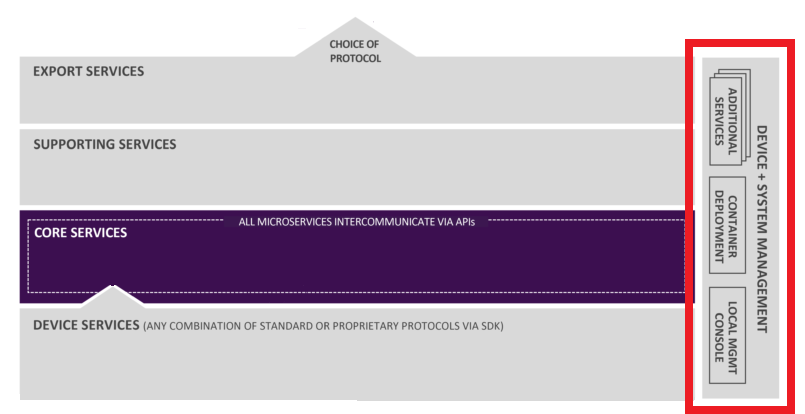 CHOICE OF
PROTOCOL
EXPORT SERVICES
SUPPORTING SERVICES
ALL MICROSERVICES INTERCOMMUNICATE VIA APIs
CORE SERVICES
DEVICE SERVICES (ANY COMBINATION OF STANDARD OR PROPRIETARY PROTOCOLS VIA SDK)
DEVICE + SYSTEM MANAGEMENT
ADDITIONAL
SERVICES
CONTAINER
DEPLOYMENT
LOCAL MGMT
CONSOLE